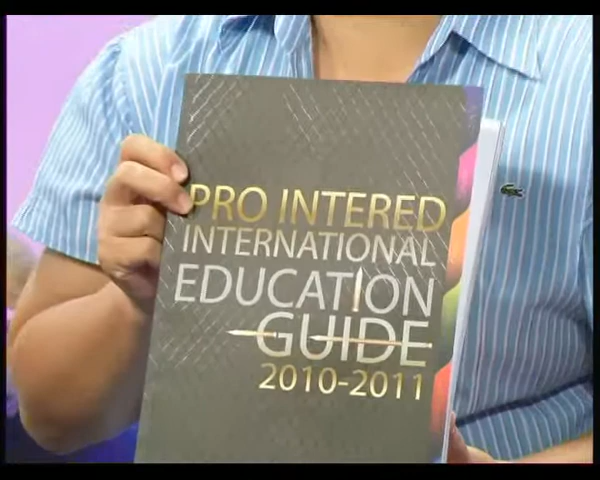 PRO INTERED
INTERNATIONAL
EDUCATION
GUIDE
2010-2011